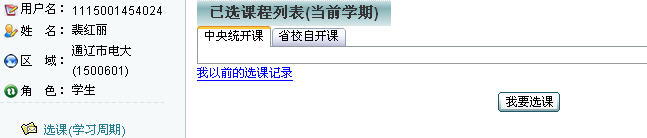 用户名：1115001454024
姓 名：裴红丽
区 域：通辽市电大
(1500601)
角 色：学生
选课(学习周期)
已选课程列表(当前学期)
中央统开课 省校自开课
我以前的选课记录
我要选课